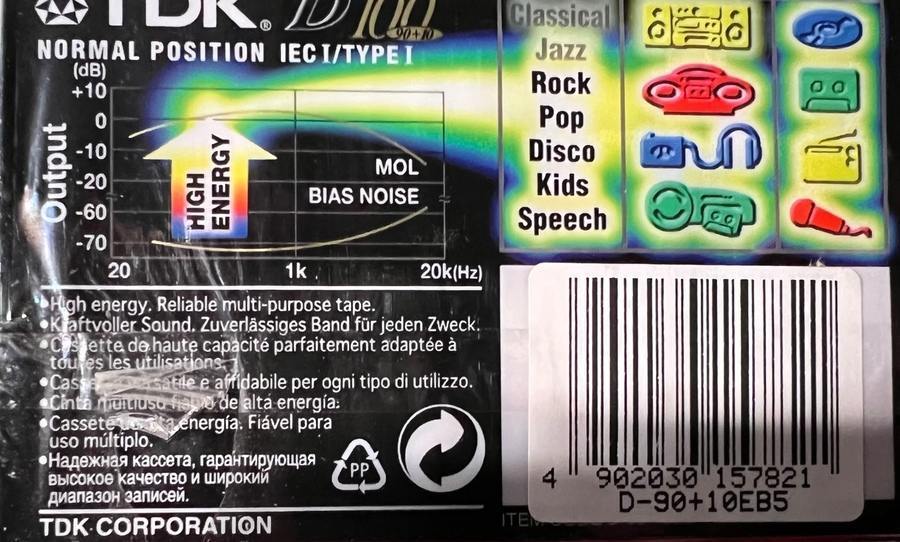 TDK® D100
90+10
NORMAL POSITION IEC I/TYPE I
(dB)
+10
0
-10
-20
-60
-70
Output
HIGH ENERGY
MOL
BIAS NOISE
20 1k 20k(Hz)
Classical
Jazz
Rock
Pop
Disco
Kids
Speech
•High energy. Reliable multi-purpose tape.
•Kraftvoller Sound. Zuverlässiges Band für jeden Zweck.
•Cassette de haute capacité parfaitement adaptée à
toutes les utilisations.
•e affidabile per ogni tipo di utilizzo.
•Cinta multiuso fiable de alta energía.
•Cassete de alta energía. Fiável para
uso múltiplo.
•Надежная кассета, гарантирующая
высокое качество и широкий
диапазон записей.
PP
TDK CORPORATION
4 902030 157821
D-90+10EB5
ITEM